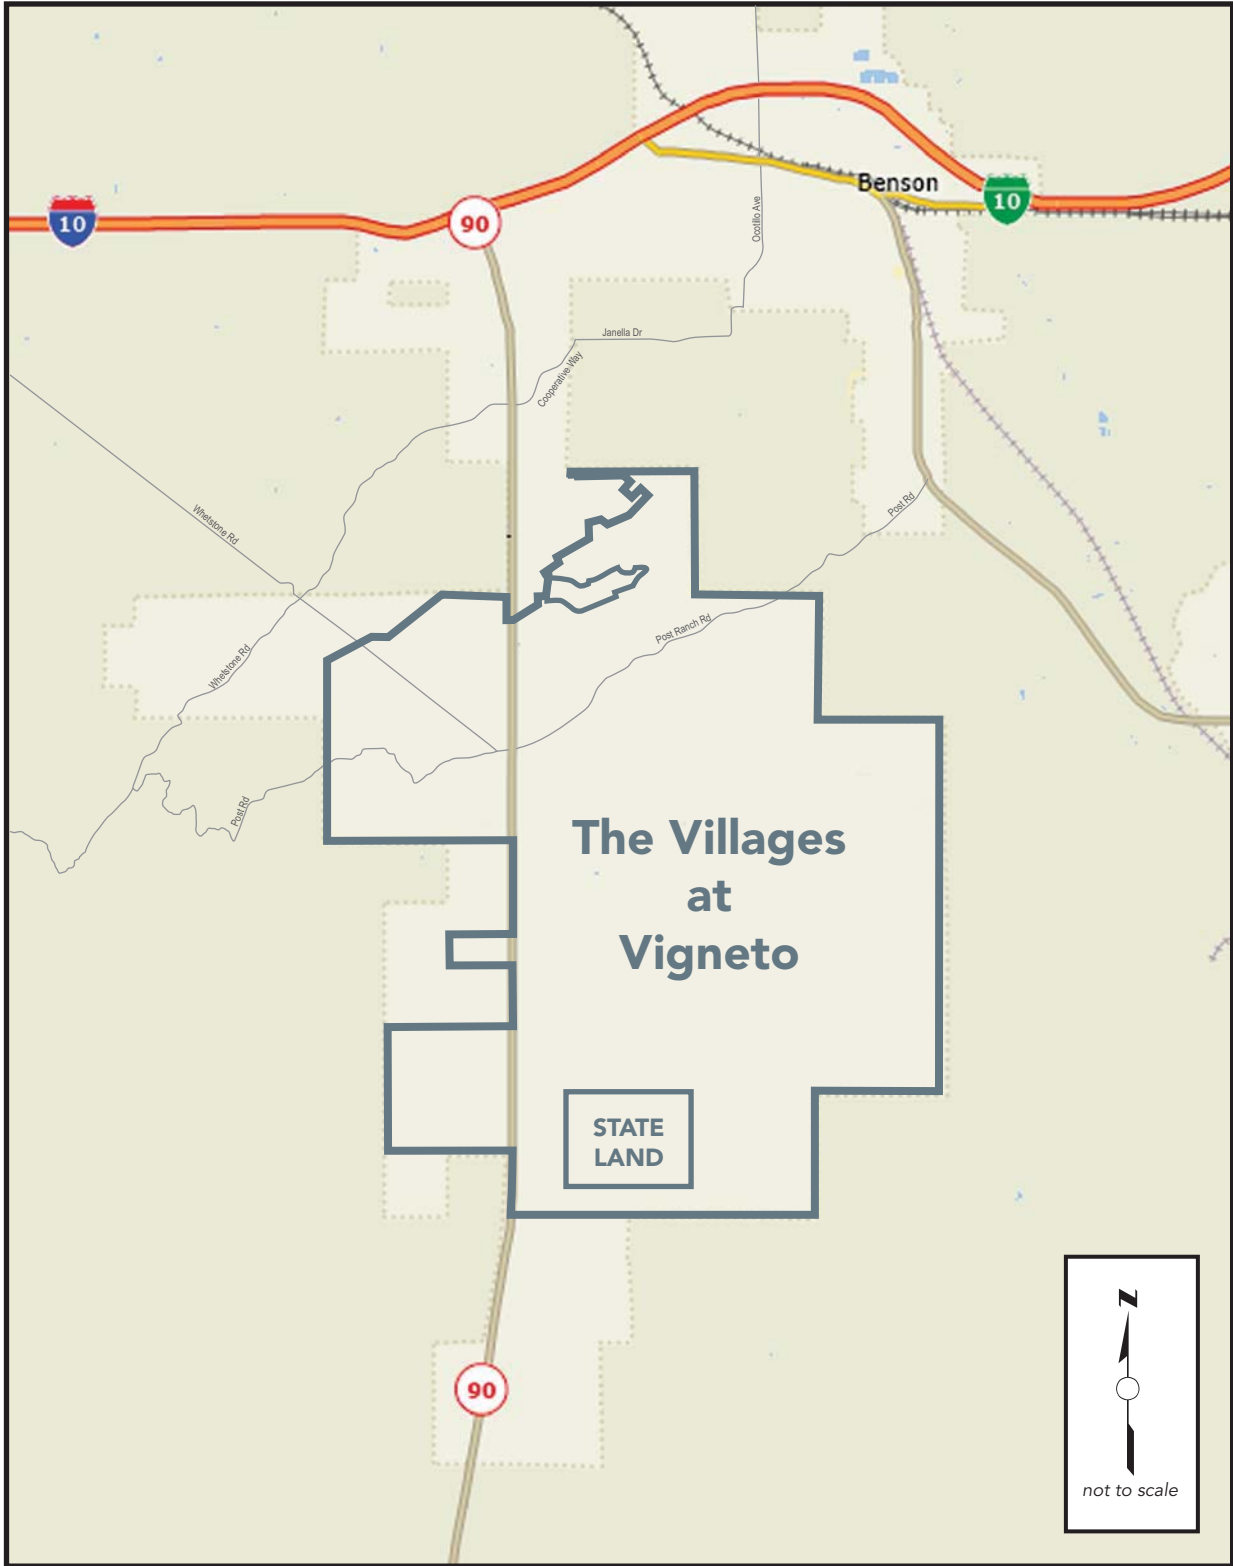 Benson
10
10
90
Ocotillo Ave
Janella Dr
Cooperative Way
Whetstone Rd
Post Rd
Post Ranch Rd
Whetstone Rd
Post Rd
The Villages
at
Vigneto
STATE
LAND
90
N
not to scale